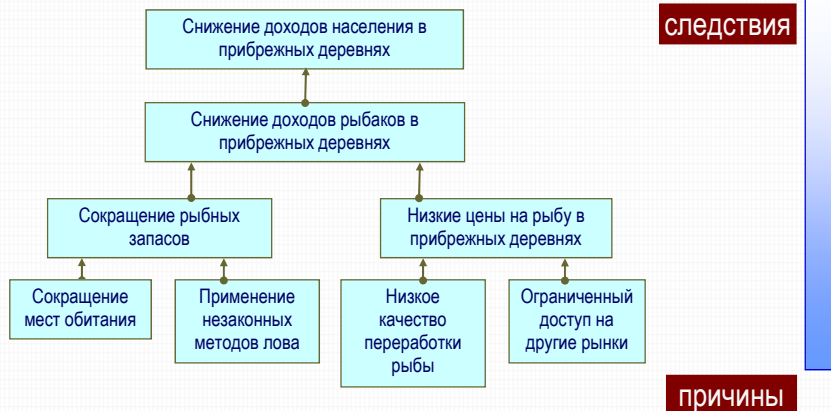 Снижение доходов населения в
прибрежных деревнях
следствия
Снижение доходов рыбаков в
прибрежных деревнях
Сокращение рыбных
запасов
Низкие цены на рыбу в
прибрежных деревнях
Сокращение
мест обитания
Применение
незаконных
методов лова
Низкое
качество
переработки
рыбы
Ограниченный
доступ на
другие рынки
причины